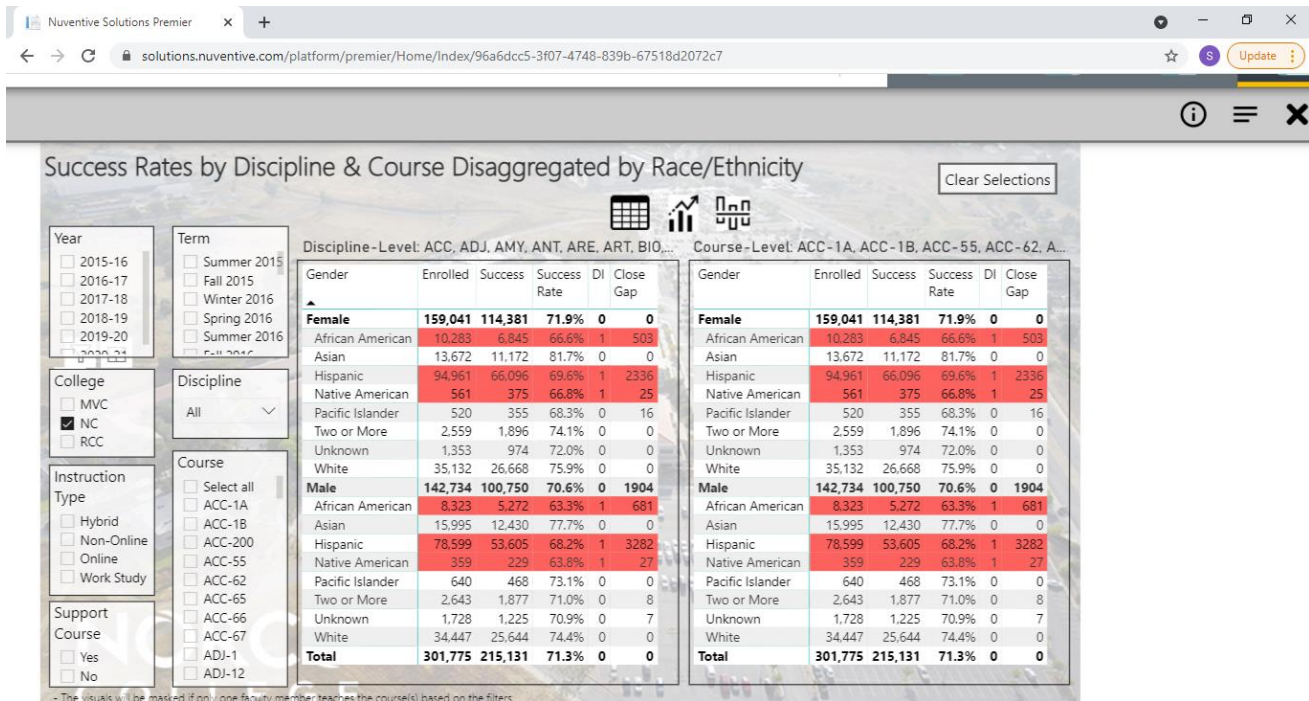 Nuventive Solutions Premier
Update
solutions.nuventive.com/platform/premier/Home/Index/96a6dcc5-3f07-4748-839b-67518d2072c7
S
Success Rates by Discipline & Course Disaggregated by Race/Ethnicity
Clear Selections
Year
2015-16
2016-17
2017-18
2018-19
2019-20
2020-21
Term
Summer 2015
Fall 2015
Winter 2016
Spring 2016
Summer 2016
Fall 2016
College
MVC
NC
RCC
Discipline
All
Instruction
Type
Hybrid
Non-Online
Online
Work Study
Support
Course
Yes
No
Course
Select all
ACC-1A
ACC-1B
ACC-200
ACC-55
ACC-62
ACC-65
ACC-66
ACC-67
ADJ-1
ADJ-12
Discipline-Level: ACC, ADJ, AMY, ANT, ARE, ART, BIO,...
Gender Enrolled Success Success Rate DI Close Gap
Female 159,041 114,381 71.9% 0 0
African American 10,283 6,845 66.6% 1 503
Asian 13,672 11,172 81.7% 0 0
Hispanic 94,961 66,096 69.6% 1 2336
Native American 561 375 66.8% 1 25
Pacific Islander 520 355 68.3% 0 16
Two or More 2,559 1,896 74.1% 0 0
Unknown 1,353 974 72.0% 0 0
White 35,132 26,668 75.9% 0 0
Male 142,734 100,750 70.6% 0 1904
African American 8,323 5,272 63.3% 1 681
Asian 15,995 12,430 77.7% 0 0
Hispanic 78,599 53,605 68.2% 1 3282
Native American 359 229 63.8% 1 27
Pacific Islander 640 468 73.1% 0 0
Two or More 2,643 1,877 71.0% 0 8
Unknown 1,728 1,225 70.9% 0 7
White 34,447 25,644 74.4% 0 0
Total 301,775 215,131 71.3% 0 0
Course-Level: ACC-1A, ACC-1B, ACC-55, ACC-62, A...
Gender Enrolled Success Success Rate DI Close Gap
Female 159,041 114,381 71.9% 0 0
African American 10,283 6,845 66.6% 1 503
Asian 13,672 11,172 81.7% 0 0
Hispanic 94,961 66,096 69.6% 1 2336
Native American 561 375 66.8% 1 25
Pacific Islander 520 355 68.3% 0 16
Two or More 2,559 1,896 74.1% 0 0
Unknown 1,353 974 72.0% 0 0
White 35,132 26,668 75.9% 0 0
Male 142,734 100,750 70.6% 0 1904
African American 8,323 5,272 63.3% 1 681
Asian 15,995 12,430 77.7% 0 0
Hispanic 78,599 53,605 68.2% 1 3282
Native American 359 229 63.8% 1 27
Pacific Islander 640 468 73.1% 0 0
Two or More 2,643 1,877 71.0% 0 8
Unknown 1,728 1,225 70.9% 0 7
White 34,447 25,644 74.4% 0 0
Total 301,775 215,131 71.3% 0 0
- The visuals will be masked if only one faculty member teaches the course(s) based on the filters